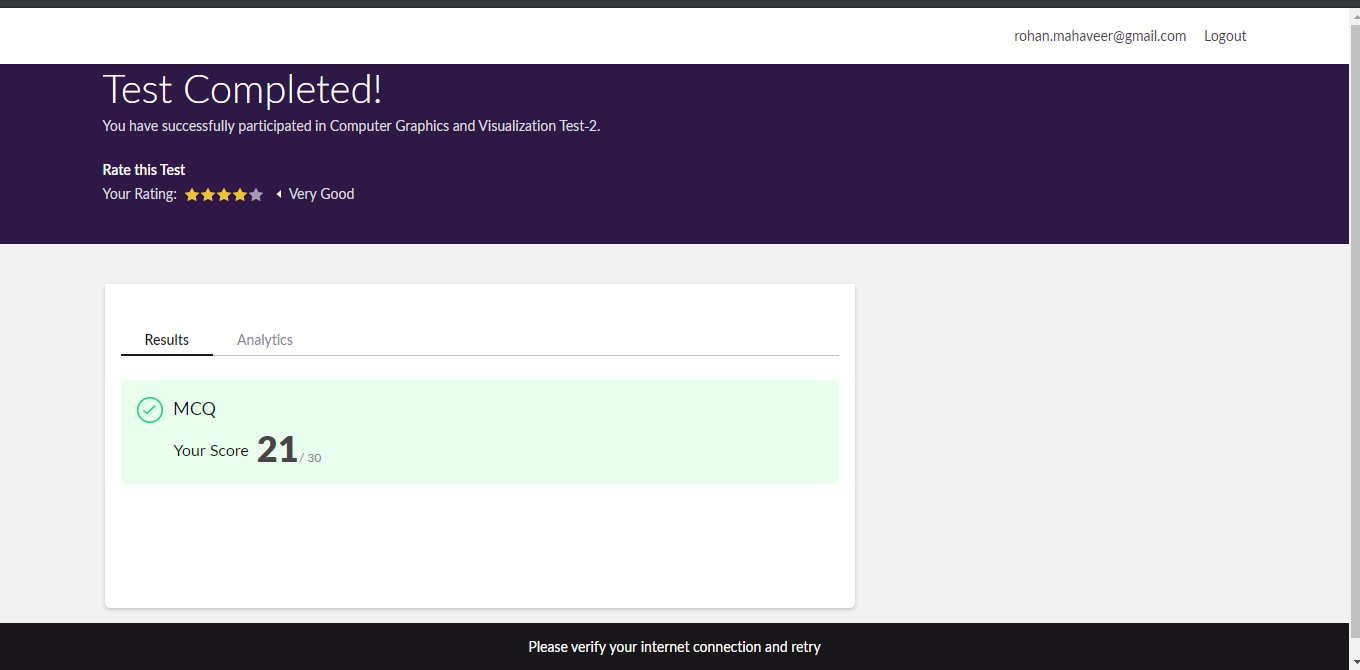 rohan.mahaveer@gmail.com Logout
Test Completed!
You have successfully participated in Computer Graphics and Visualization Test-2.
Rate this Test
Your Rating: Very Good
Results Analytics
MCQ
Your Score 21 / 30
Please verify your internet connection and retry